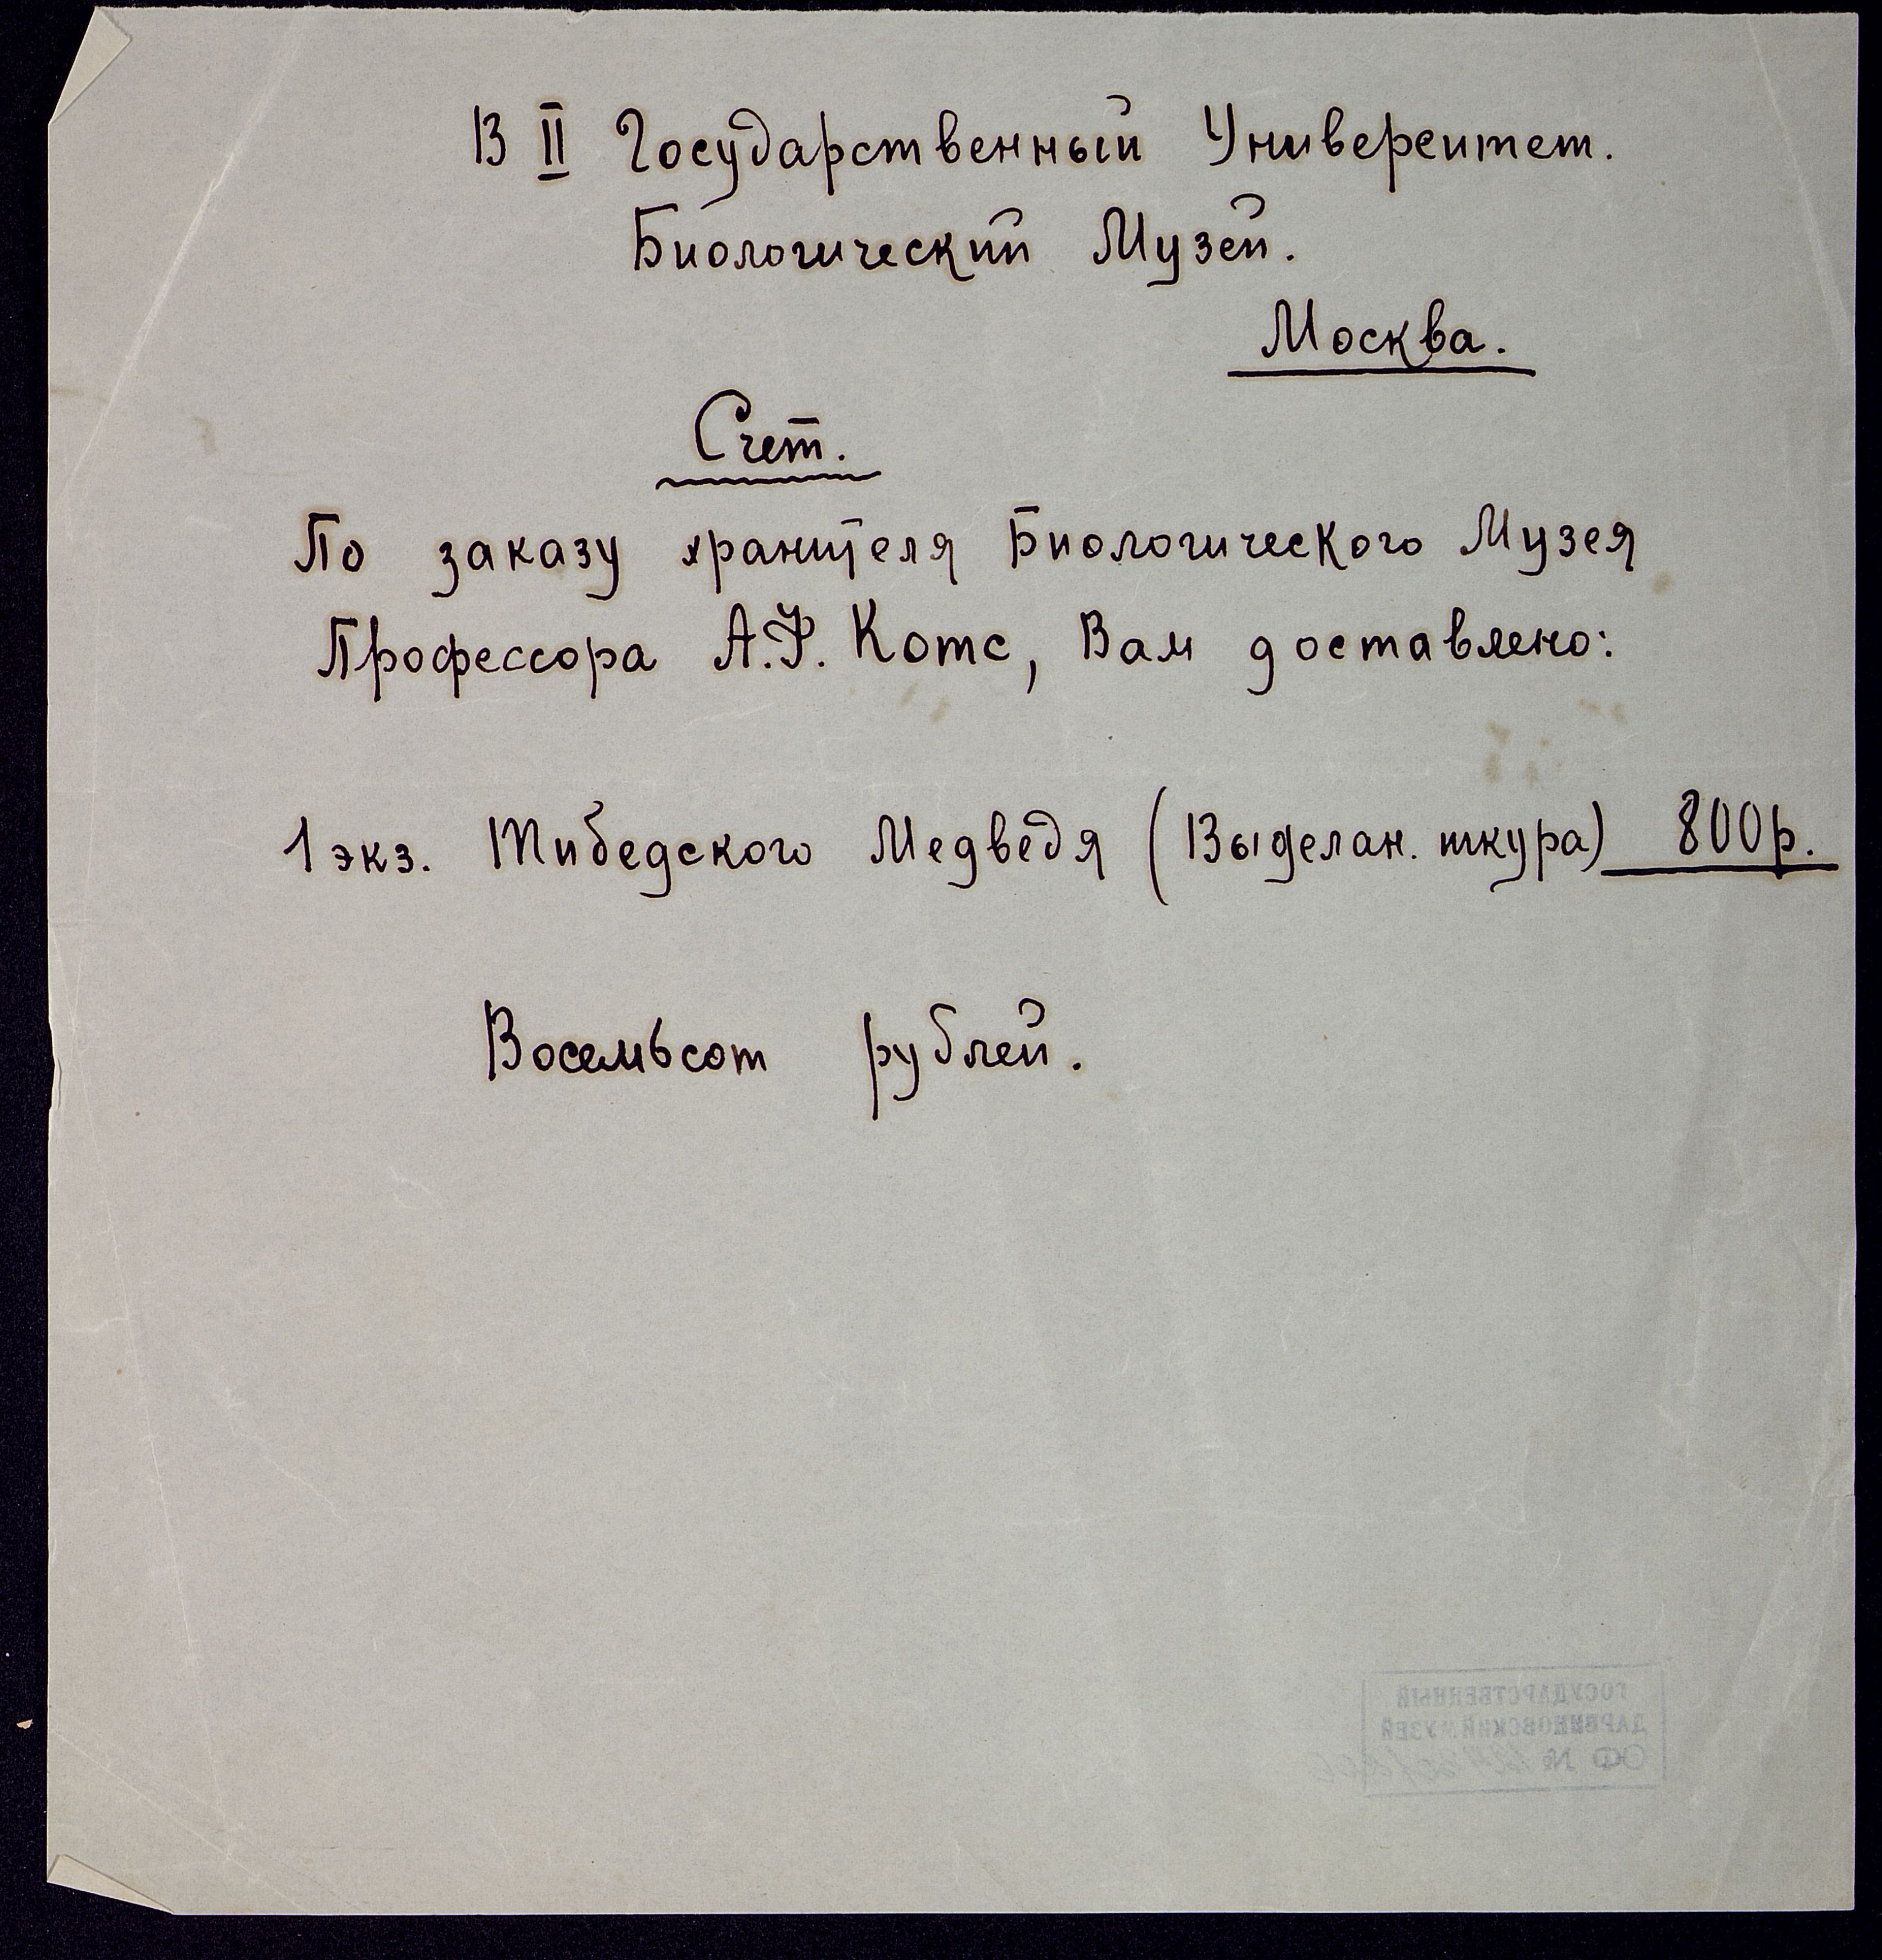 В II Государственный Университет.
Биологический Музей.
Москва.
Счет.
По заказу хранителя Биологического Музея
Профессора А.Ф. Котс, Вам доставлено:
1 экз. Тибедского Медведя (Выделан. шкура) 800р.
Восемьсот рублей.
ГОСУДАРСТВЕННЫЙ
ДАРВИНОВСКИЙ МУЗЕЙ
ОФ №